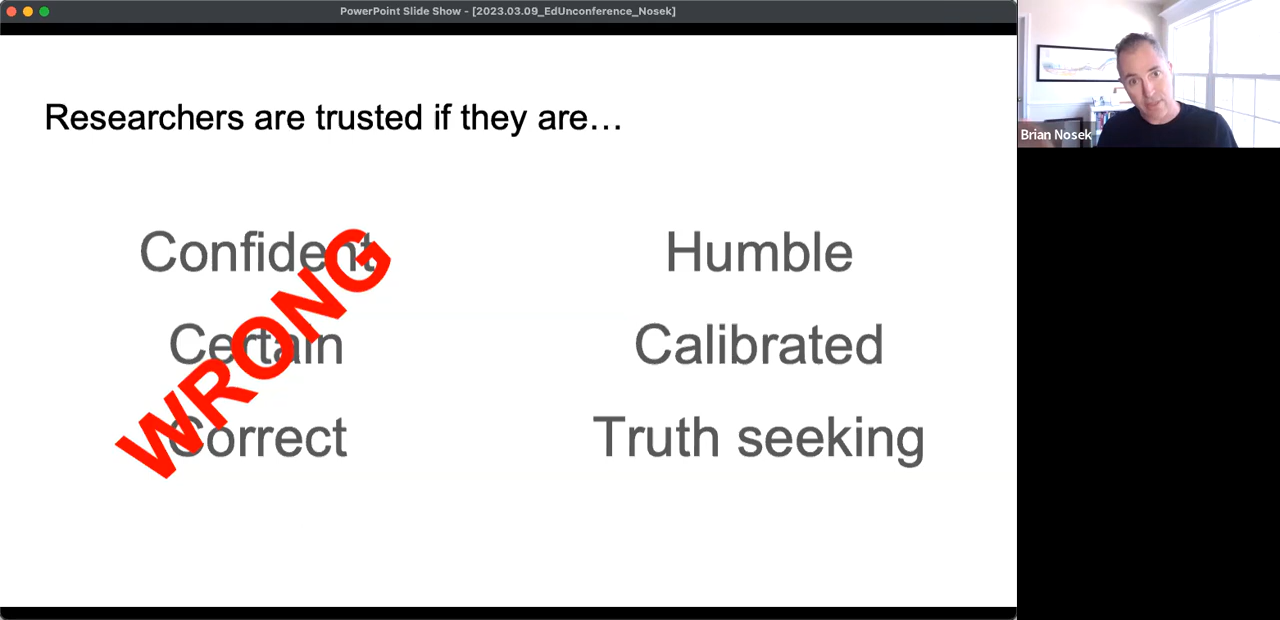 PowerPoint Slide Show - [2023.03.09_EdUnconference_Nosek]
Researchers are trusted if they are…
Confident
Certain
Correct
WRONG
Humble
Calibrated
Truth seeking
Brian Nosek